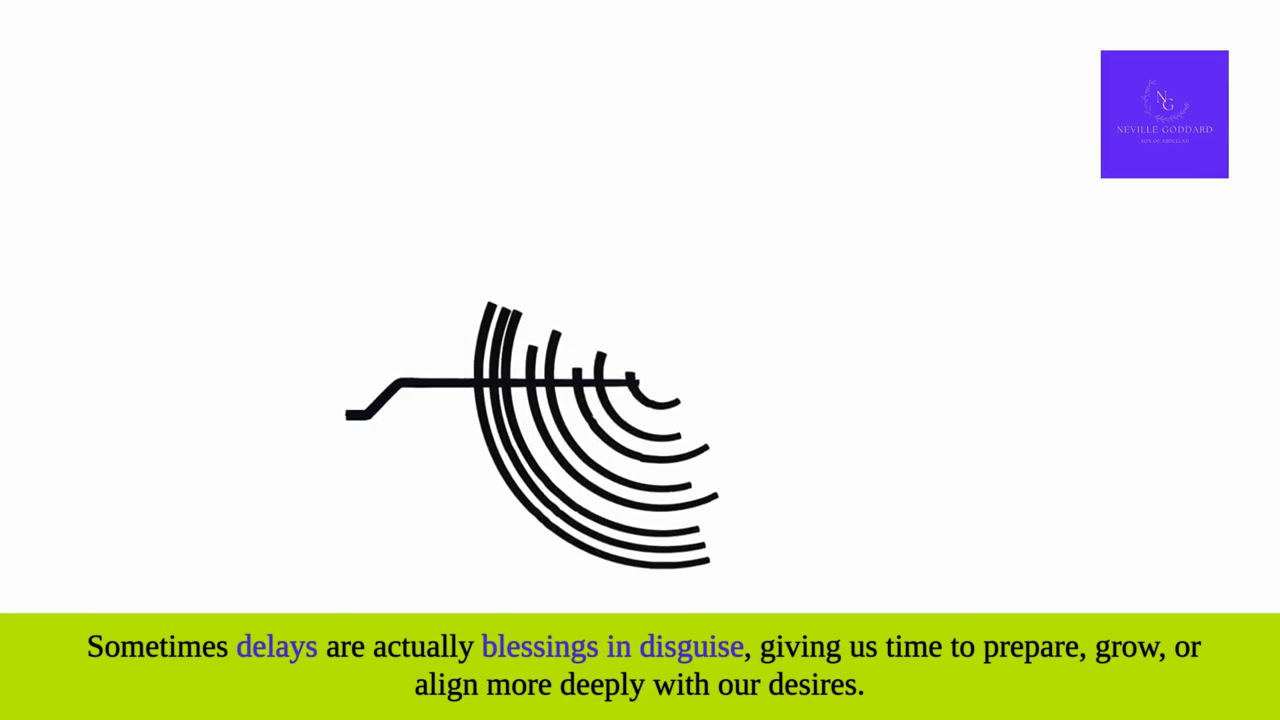 NG
NEVILLE GODDARD
Sometimes delays are actually blessings in disguise, giving us time to prepare, grow, or
align more deeply with our desires.